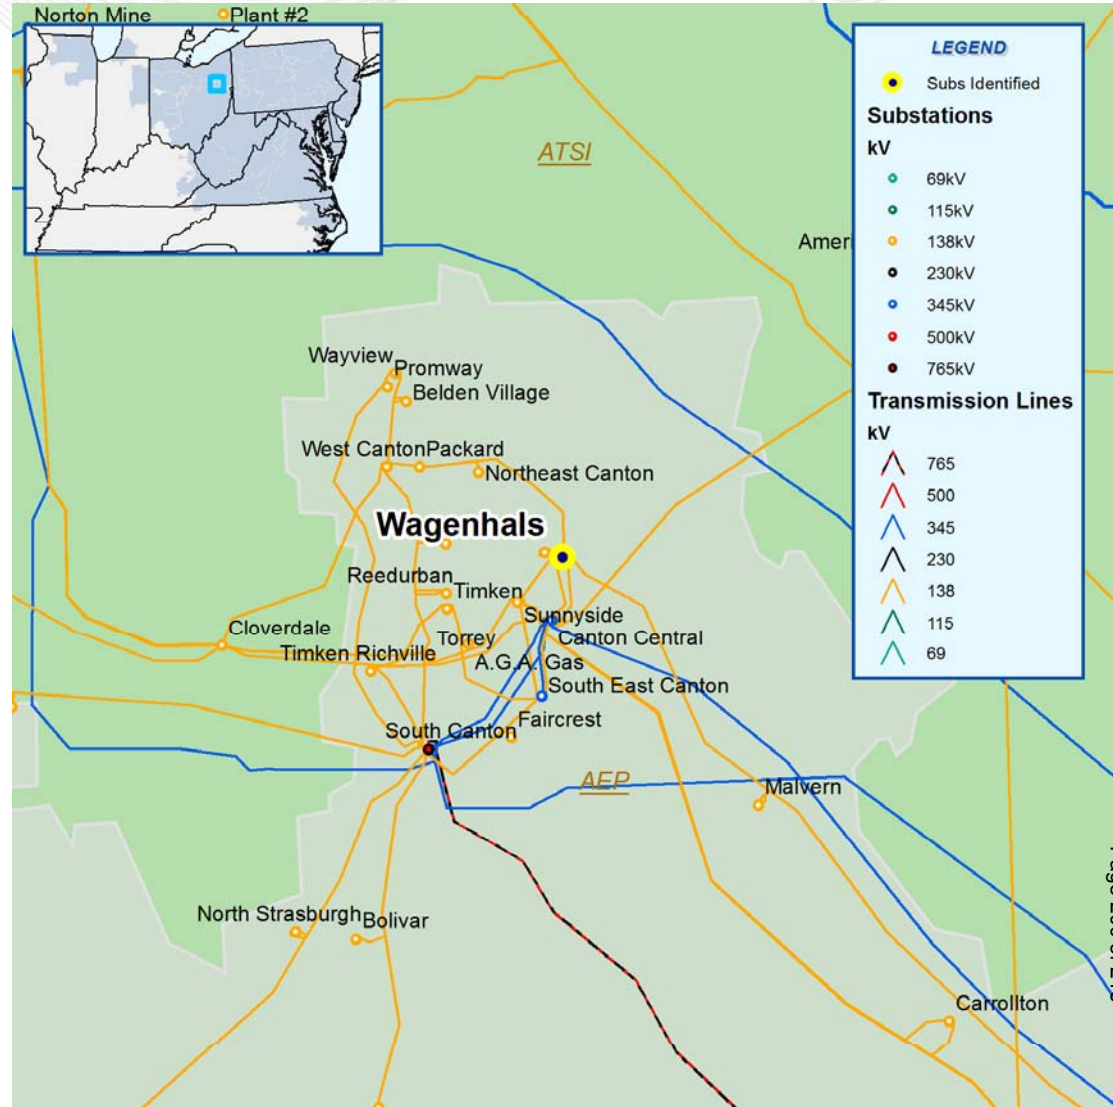 Norton Mine
Plant #2
LEGEND
Subs Identified
Substations
kV
69kV
115kV
138kV
230kV
345kV
500kV
765kV
Transmission Lines
kV
765
500
345
230
138
115
69
ATSI
Ameri
Wayview
Promway
Belden Village
West Canton
Packard
Northeast Canton
Wagenhals
Reedurban
Timken
Sunnyside
Cloverdale
Torrey
Canton Central
Timken Richville
A.G.A. Gas
South East Canton
Faircrest
South Canton
AEP
Malvern
North Strasburgh
Bolivar
Carrollton